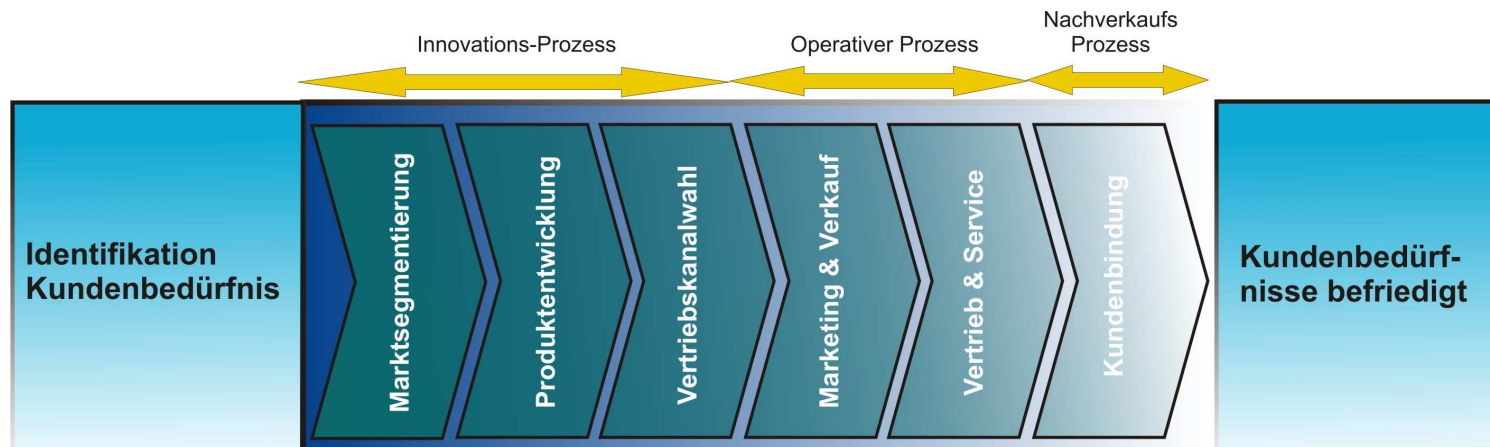 Innovations-Prozess
Operativer Prozess
Nachverkaufs
Prozess
Identifikation
Kundenbedürfnis
Marktsegmentierung
Produktentwicklung
Vertriebskanalwahl
Marketing & Verkauf
Vertrieb & Service
Kundenbindung
Kundenbedürf-
nisse befriedigt